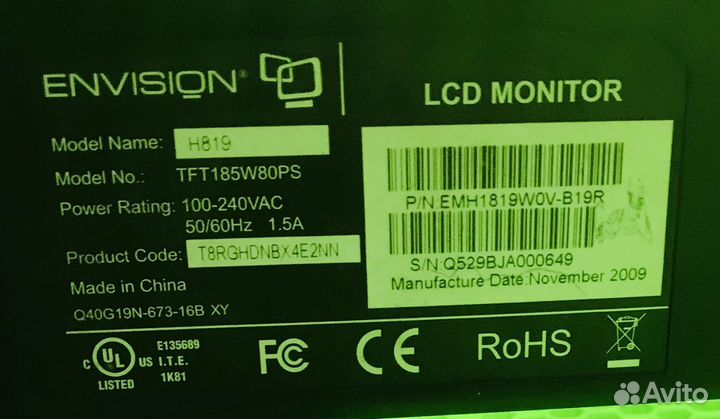 ENVISION®
LCD MONITOR
Model Name: H819
Model No.: TFT185W80PS
Power Rating: 100-240VAC
50/60Hz 1.5A
Product Code: T8RGHDNBX4E2NN
Made in China
Q40G19N-673-16B XY
P/N:EMH1819W0V-B19R
S/N:Q529BJA000649
Manufacture Date:November 2009
C UL US LISTED
E135689
I.T.E.
1K81
FC
CE
RoHS
Avito